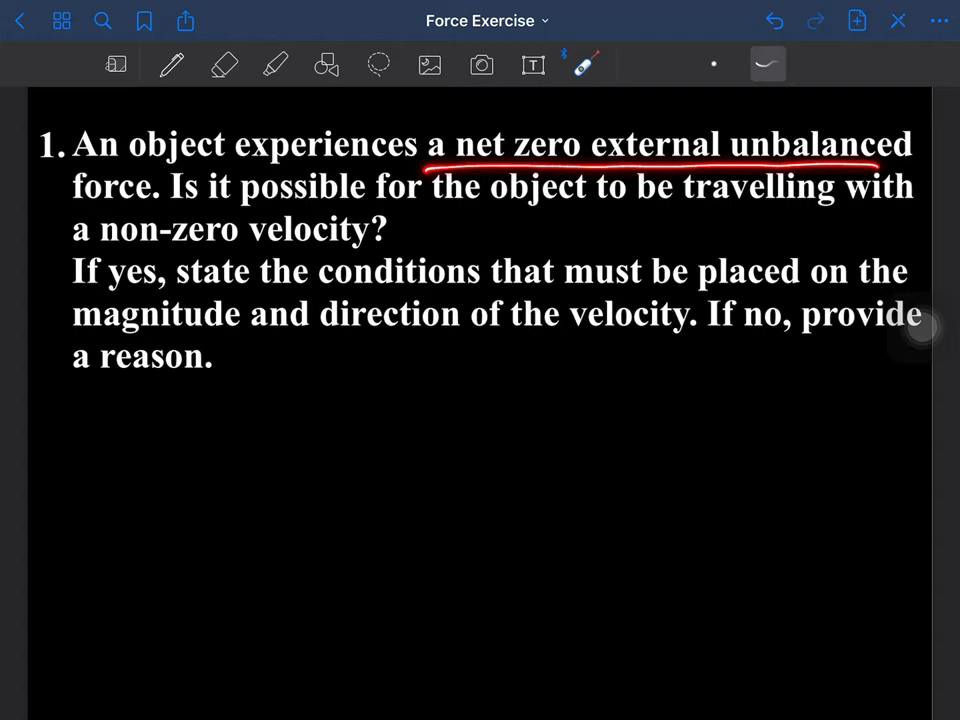 Force Exercise
T
1. An object experiences a net zero external unbalanced
force. Is it possible for the object to be travelling with
a non-zero velocity?
If yes, state the conditions that must be placed on the
magnitude and direction of the velocity. If no, provide
a reason.